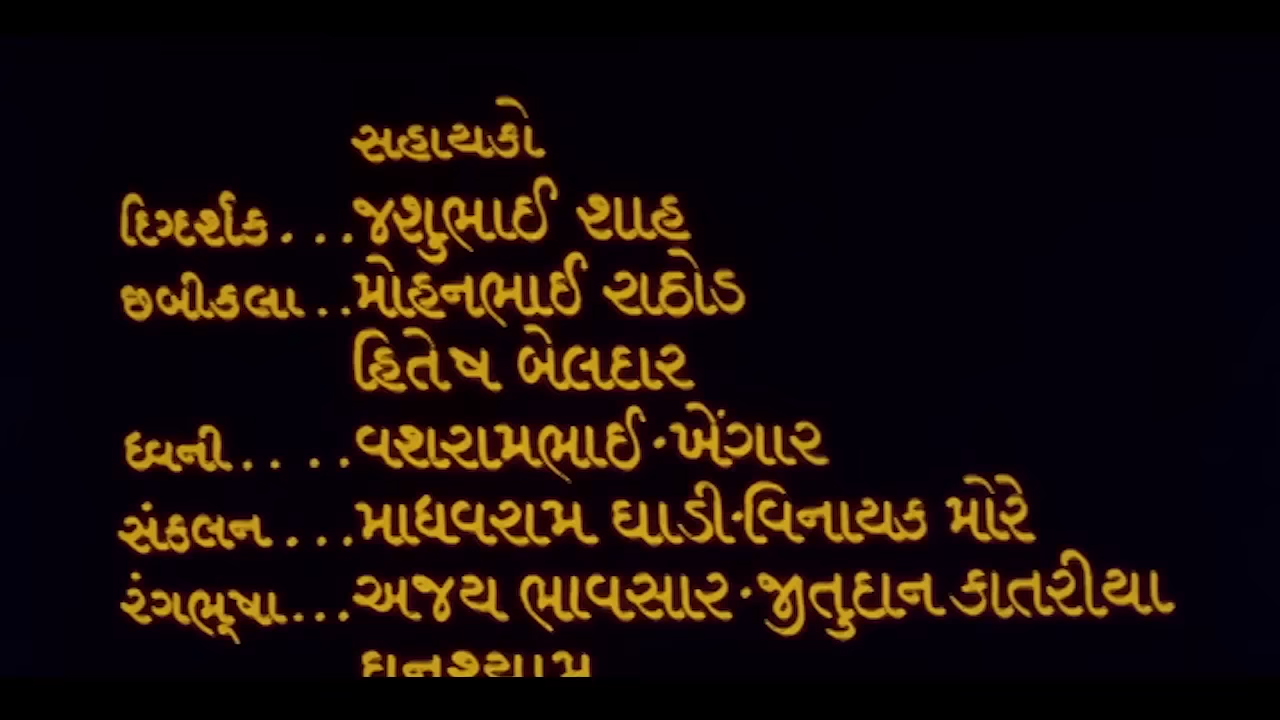 સહાયકો
દિગ્દર્શક....જશુભાઈ શાહ
છબીકલા...મોહનભાઈ રાઠોડ
હિતેષ બેલદાર
ધ્વની.....વશરામભાઈ·ખેંગાર
સંકલન....માધવરામ ઘાડી·વિનાયક મોરે
રંગભૂષા...અજય ભાવસાર·જીતુદાન કાતરીયા
ઘનશ્યામ